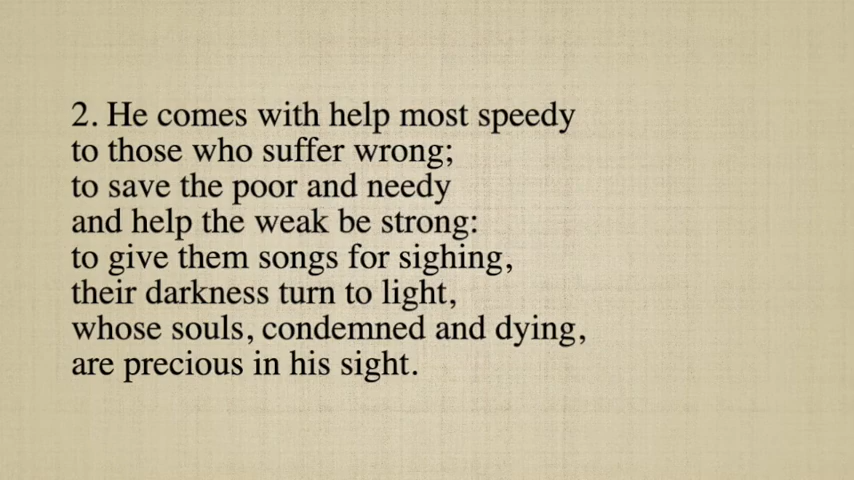 2. He comes with help most speedy
to those who suffer wrong;
to save the poor and needy
and help the weak be strong:
to give them songs for sighing,
their darkness turn to light,
whose souls, condemned and dying,
are precious in his sight.